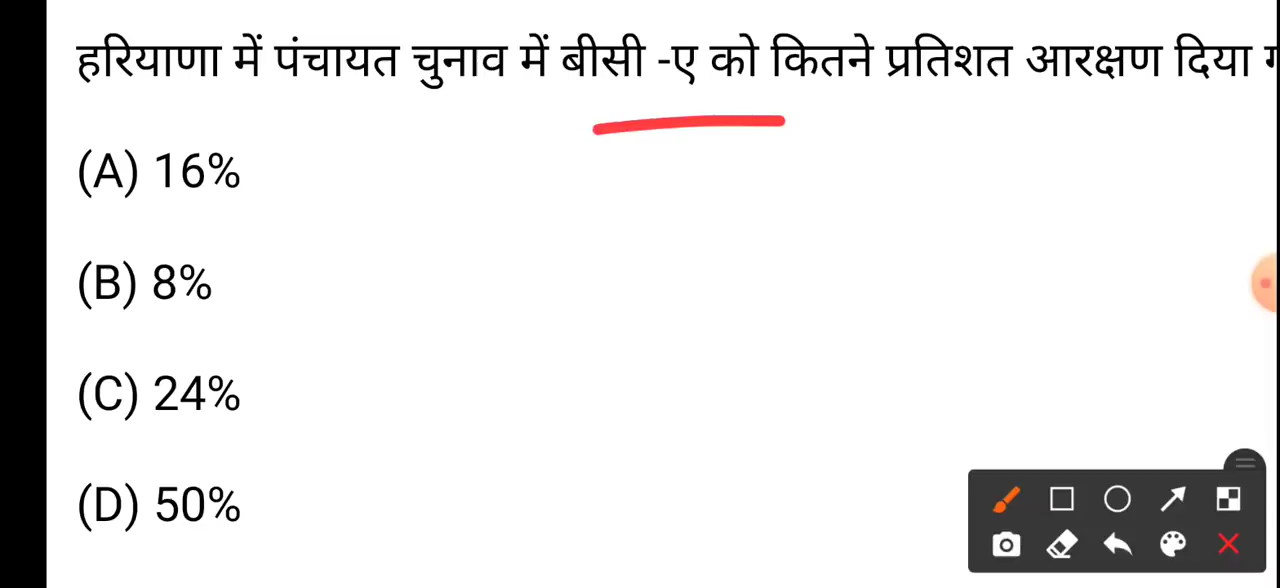 हरियाणा में पंचायत चुनाव में बीसी -ए को कितने प्रतिशत आरक्षण दिया
(A) 16%
(B) 8%
(C) 24%
(D) 50%